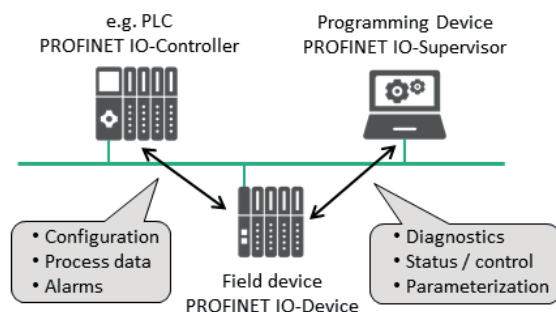 e.g. PLC
PROFINET IO-Controller
Programming Device
PROFINET IO-Supervisor
• Configuration
• Process data
• Alarms
• Diagnostics
• Status / control
• Parameterization
Field device
PROFINET IO-Device